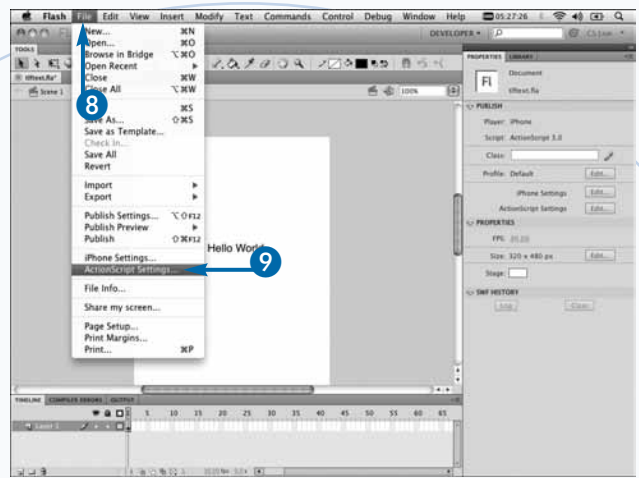 Flash File Edit View Insert Modify Text Commands Control Debug Window Help 05:27:26
DEVELOPER
CS Live
TOOLS
New... ⌘N
Open... ⌘O
Browse in Bridge ⌥⌘O
Open Recent
Close ⌘W
Close All ⌥⌘W
⌘S
Save As... ⇧⌘S
Save as Template...
Check In...
Save All
Revert
Import
Export
Publish Settings... ⌥⇧F12
Publish Preview
Publish ⇧⌘F12
iPhone Settings...
ActionScript Settings...
File Info...
Share my screen...
Page Setup...
Print Margins...
Print... ⌘P
8
9
Scene 1
100%
Hello World
PROPERTIES LIBRARY
Fl
Document
PUBLISH
Player: iPhone
Script: ActionScript 3.0
Class:
Profile: Default Edit...
iPhone Settings Edit...
ActionScript Settings Edit...
PROPERTIES
FPS:
Size: 320 x 480 px Edit...
Stage:
SWF HISTORY
Log Clear
TIMELINE COMPILER ERRORS OUTPUT
5 10 15 20 25 30 35 40 45 50 55 60 65
Layer 1